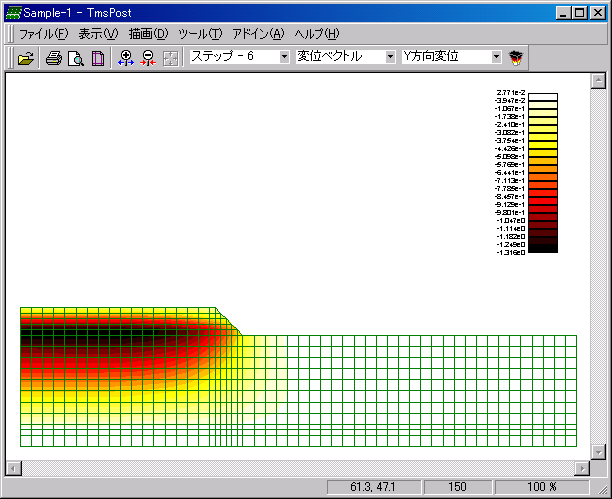 Sample-1 - TmsPost
ファイル(F) 表示(V) 描画(D) ツール(T) アドイン(A) ヘルプ(H)
ステップ - 6 変位ベクトル Y方向変位
2.771e-2
-3.947e-2
-1.067e-1
-1.738e-1
-2.410e-1
-3.082e-1
-3.754e-1
-4.426e-1
-5.098e-1
-5.769e-1
-6.441e-1
-7.113e-1
-7.785e-1
-8.457e-1
-9.129e-1
-9.801e-1
-1.047e0
-1.114e0
-1.182e0
-1.249e0
-1.316e0
61.3, 47.1 150 100 %